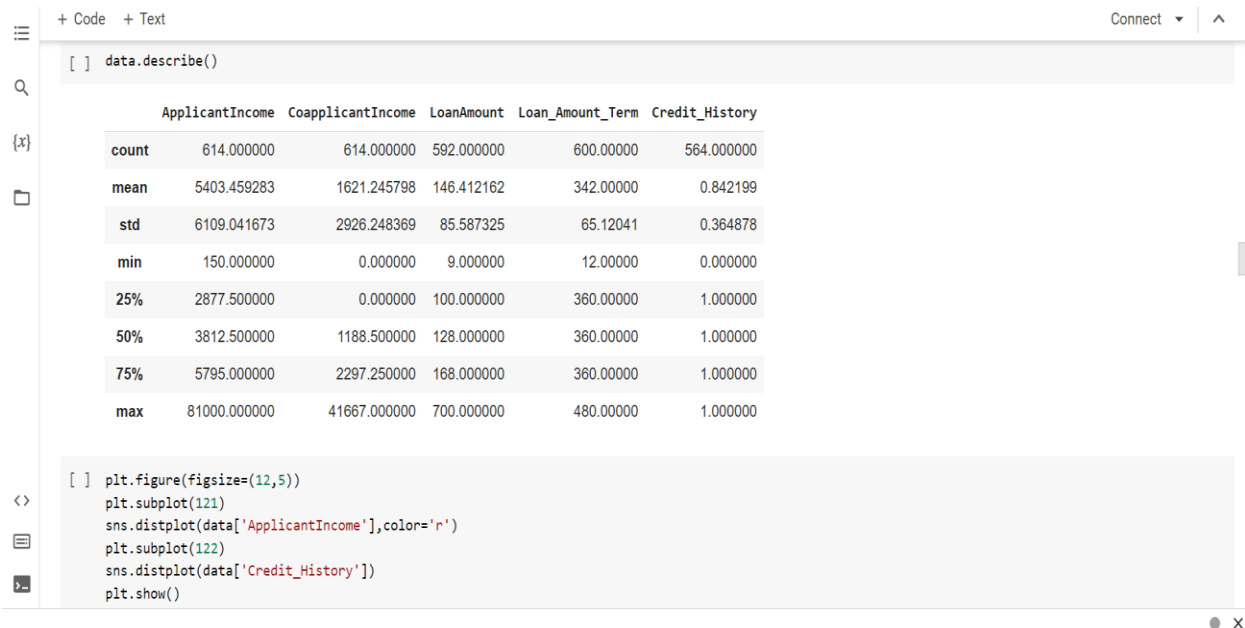 + Code + Text Connect
[ ] data.describe()
ApplicantIncome CoapplicantIncome LoanAmount Loan_Amount_Term Credit_History
{x}
count 614.000000 614.000000 592.000000 600.00000 564.000000
mean 5403.459283 1621.245798 146.412162 342.00000 0.842199
std 6109.041673 2926.248369 85.587325 65.12041 0.364878
min 150.000000 0.000000 9.000000 12.00000 0.000000
25% 2877.500000 0.000000 100.000000 360.00000 1.000000
50% 3812.500000 1188.500000 128.000000 360.00000 1.000000
75% 5795.000000 2297.250000 168.000000 360.00000 1.000000
max 81000.000000 41667.000000 700.000000 480.00000 1.000000
[ ] plt.figure(figsize=(12,5))
plt.subplot(121)
sns.distplot(data['ApplicantIncome'],color='r')
plt.subplot(122)
sns.distplot(data['Credit_History'])
plt.show()